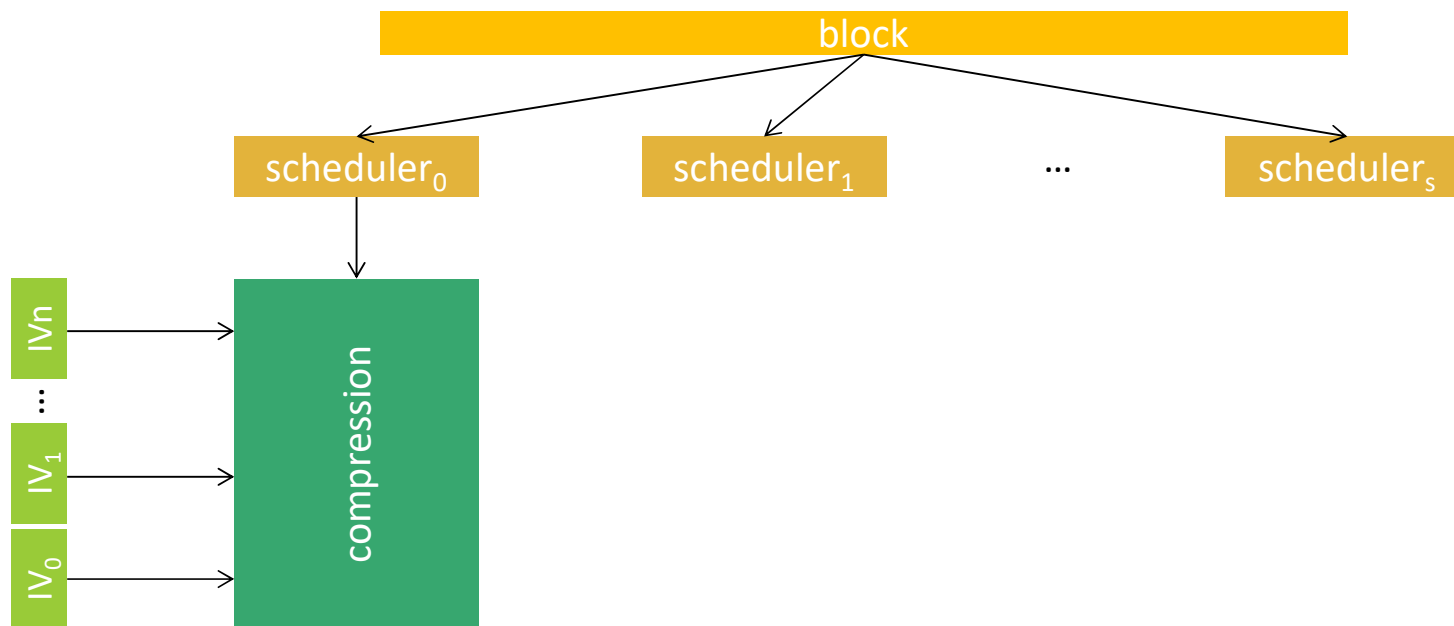 block
scheduler₀
scheduler₁
...
schedulerₛ
IVn
...
IV₁
IV₀
compression